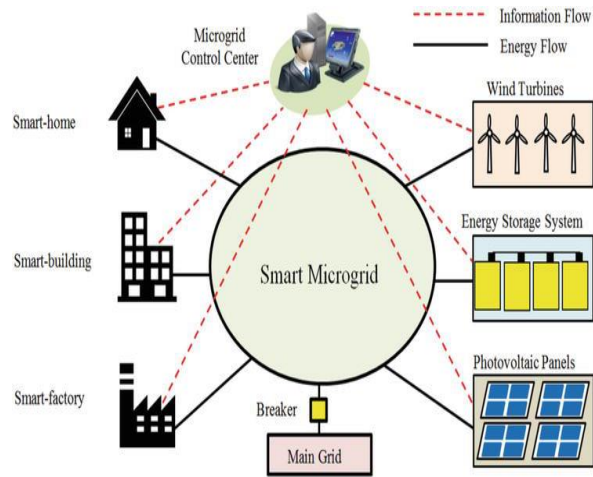 Microgrid
Control Center
Information Flow
Energy Flow
Wind Turbines
Smart-home
Energy Storage System
Smart-building
Smart Microgrid
Photovoltaic Panels
Smart-factory
Breaker
Main Grid